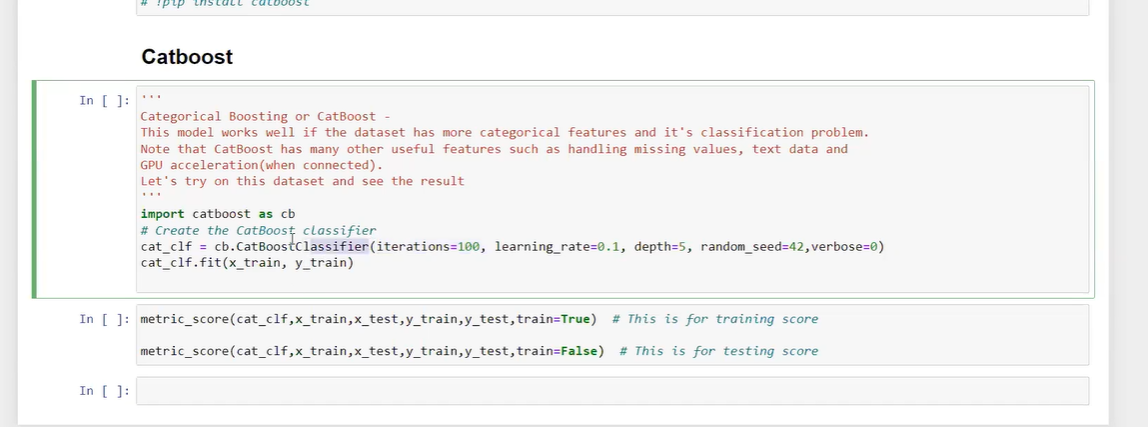 # !pip install catboost
Catboost
In [ ]:
'''
Categorical Boosting or CatBoost -
This model works well if the dataset has more categorical features and it's classification problem.
Note that CatBoost has many other useful features such as handling missing values, text data and
GPU acceleration(when connected).
Let's try on this dataset and see the result
'''
import catboost as cb
# Create the CatBoost classifier
cat_clf = cb.CatBoostClassifier(iterations=100, learning_rate=0.1, depth=5, random_seed=42,verbose=0)
cat_clf.fit(x_train, y_train)
In [ ]:
metric_score(cat_clf,x_train,x_test,y_train,y_test,train=True)  # This is for training score
metric_score(cat_clf,x_train,x_test,y_train,y_test,train=False)  # This is for testing score
In [ ]: